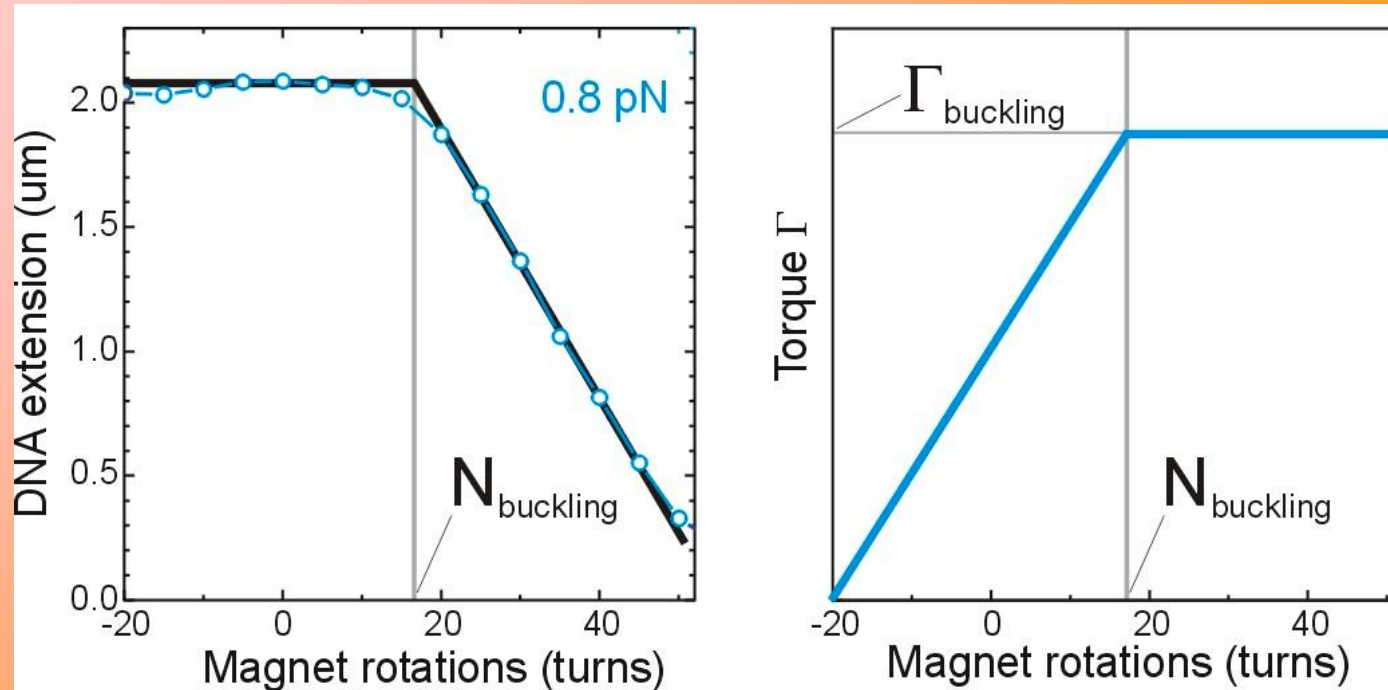 DNA extension (um)
2.0
1.5
1.0
0.5
0.0
-20
0
20
40
Magnet rotations (turns)
0.8 pN
N buckling
Torque Γ
Γ buckling
N buckling
-20
0
20
40
Magnet rotations (turns)